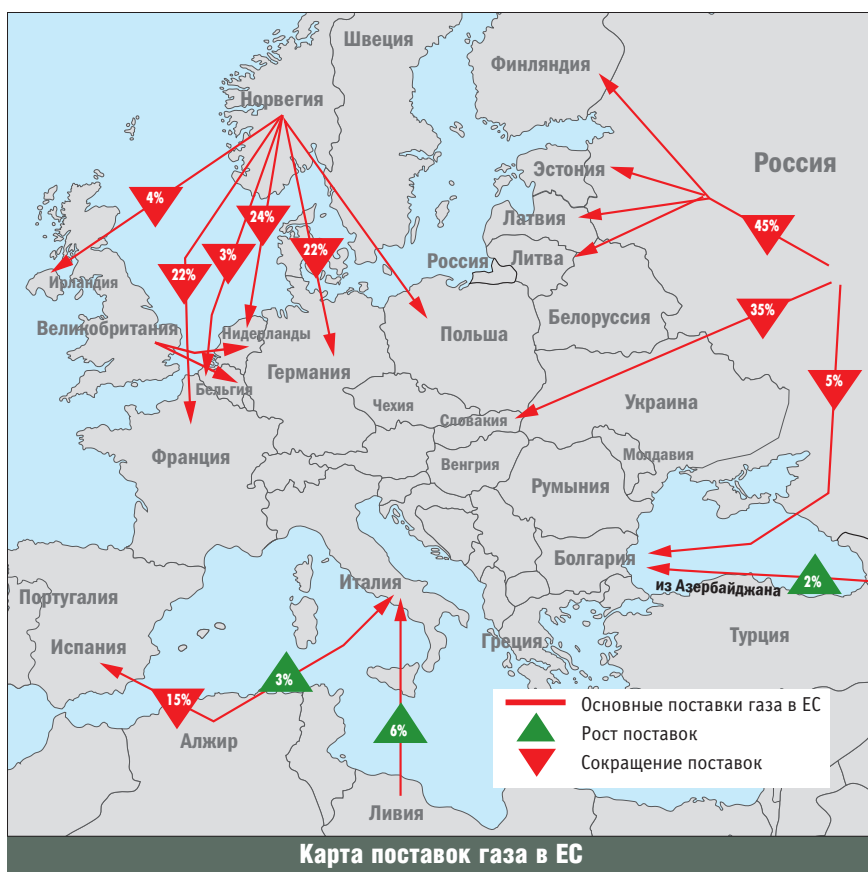 Швеция
Финляндия
Норвегия
Эстония
Россия
4%
24%
Латвия
45%
22%
3%
22%
Россия
Литва
Ирландия
35%
Великобритания
Нидерланды
Польша
Белоруссия
Бельгия
Германия
5%
Чехия
Словакия
Украина
Франция
Венгрия
Молдавия
Румыния
Болгария
из Азербайджана
2%
Италия
Португалия
Испания
Греция
Турция
15%
3%
Алжир
6%
Ливия
Основные поставки газа в ЕС
Рост поставок
Сокращение поставок
Карта поставок газа в ЕС